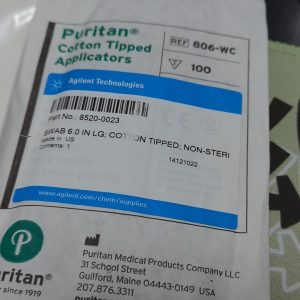 Puritan®
Cotton Tipped
Applicators
REF 806-WC
100
Agilent Technologies
Part No.: 8520-0023
SWAB 6.0 IN LG; COTTON TIPPED; NON-STERI
Made in: US
Contents: 1
14121022
www.agilent.com/chem/supplies
Puritan Medical Products Company LLC
31 School Street
Guilford, Maine 04443-0149 USA
207.876.3311
ritan®
since 1919